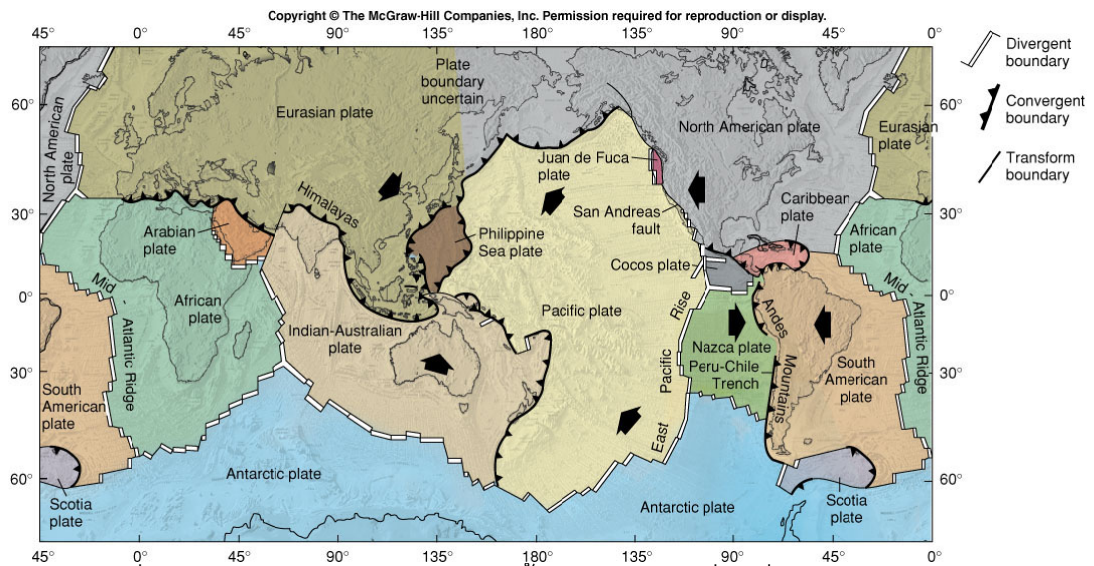 Copyright © The McGraw-Hill Companies, Inc. Permission required for reproduction or display.
45° 0° 45° 90° 135° 180° 135° 90° 45° 0°
Divergent
boundary
Convergent
boundary
Transform
boundary
60°
30°
0°
30°
60°
60°
30°
0°
30°
60°
North American
plate
Eurasian plate
Plate
boundary
uncertain
North American plate
Eurasian
plate
Juan de Fuca
plate
Himalayas
San Andreas
fault
Caribbean
plate
Arabian
plate
Philippine
Sea plate
African
plate
Cocos plate
Mid
Atlantic Ridge
African
plate
Indian-Australian
plate
Pacific plate
East
Pacific
Rise
Nazca plate
Peru-Chile
Trench
Andes
Mountains
Mid
Atlantic Ridge
South
American
plate
South
American
plate
Antarctic plate
Antarctic plate
Scotia
plate
Scotia
plate
45° 0° 45° 90° 135° 180° 135° 90° 45° 0°